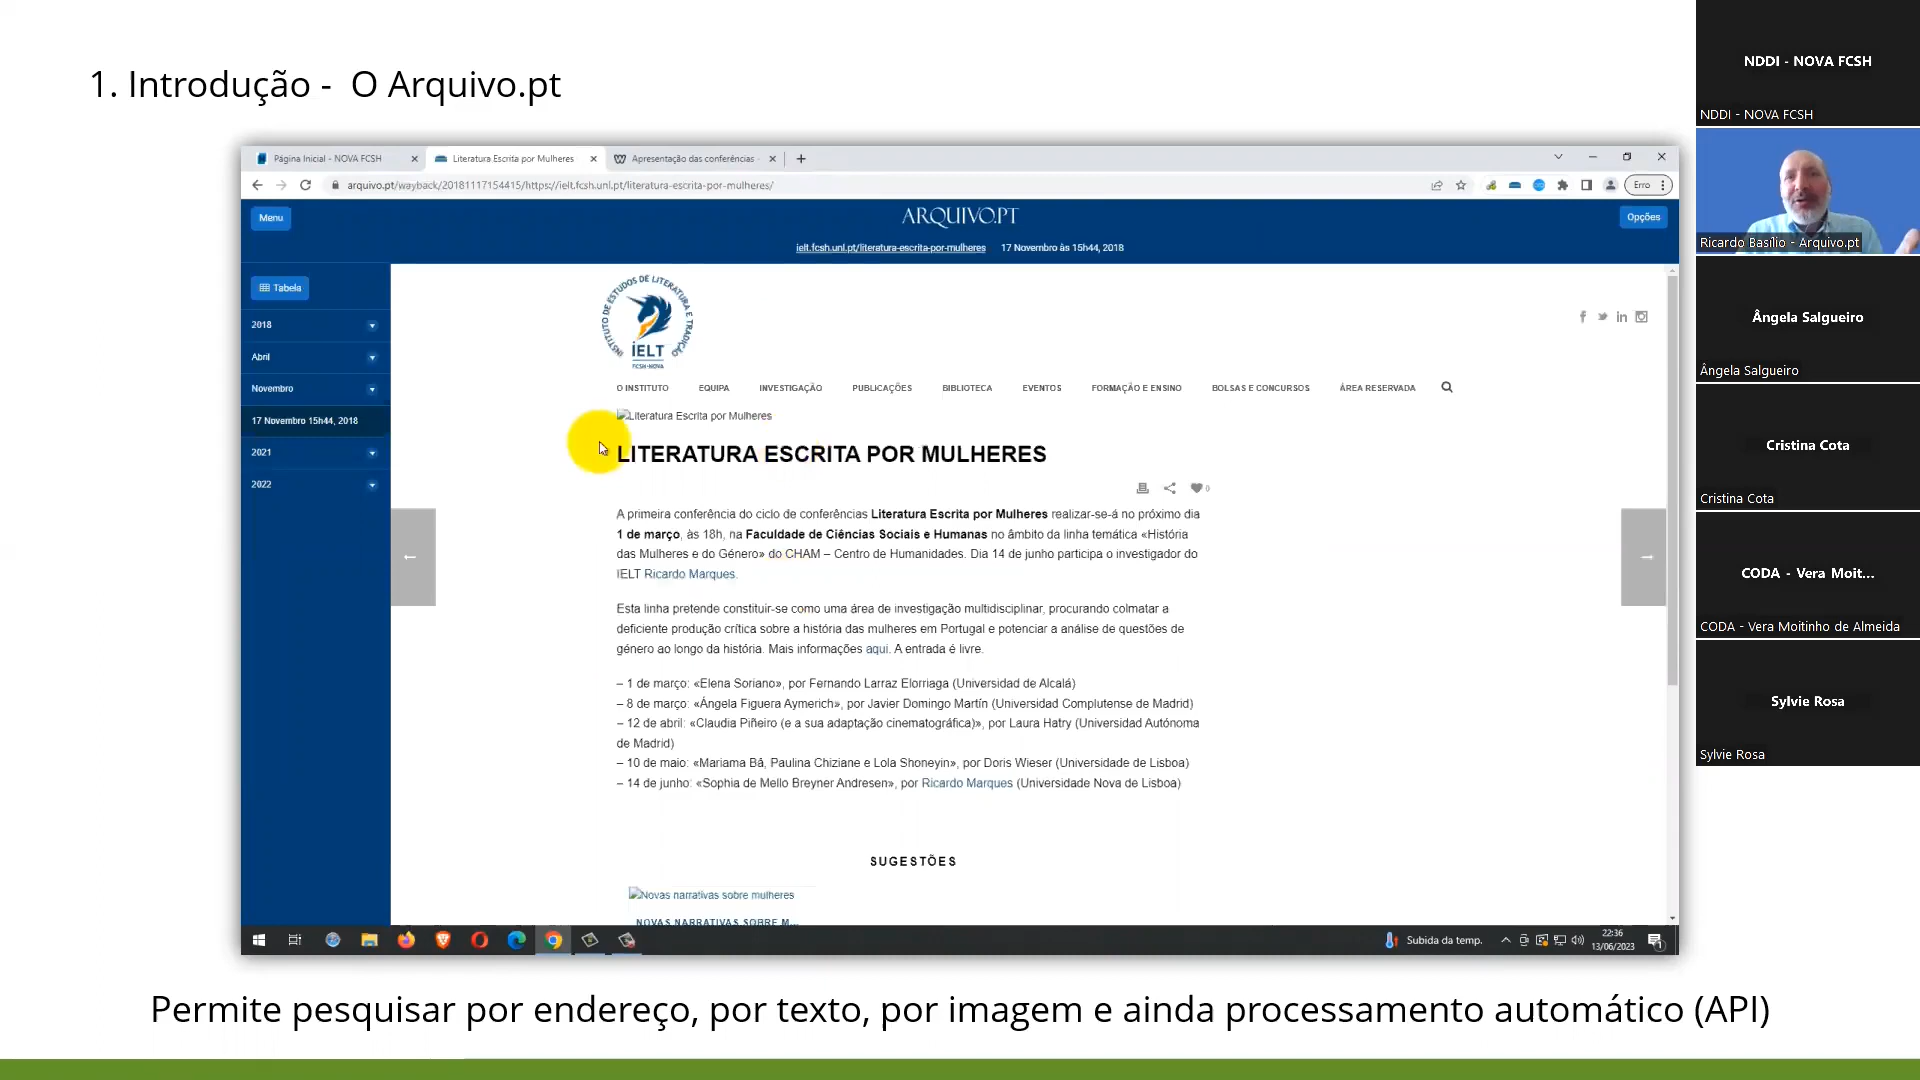 1. Introdução - O Arquivo.pt
Página Inicial - NOVA FCSH
Literatura Escrita por Mulheres
Apresentação das conferências -
arquivo.pt/wayback/20181117154415/https://ielt.fcsh.unl.pt/literatura-escrita-por-mulheres/
Erro
Menu
ARQUIVO.PT
Opções
ielt.fcsh.unl.pt/literatura-escrita-por-mulheres 17 Novembro às 15h44, 2018
Tabela
2018
Abril
Novembro
17 Novembro 15h44, 2018
2021
2022
INSTITUTO DE ESTUDOS DE LITERATURA E TRADIÇÃO
IELT
FCSH·NOVA
O INSTITUTO EQUIPA INVESTIGAÇÃO PUBLICAÇÕES BIBLIOTECA EVENTOS FORMAÇÃO E ENSINO BOLSAS E CONCURSOS ÁREA RESERVADA
Literatura Escrita por Mulheres
LITERATURA ESCRITA POR MULHERES
0
A primeira conferência do ciclo de conferências Literatura Escrita por Mulheres realizar-se-á no próximo dia
1 de março, às 18h, na Faculdade de Ciências Sociais e Humanas no âmbito da linha temática «História
das Mulheres e do Género» do CHAM – Centro de Humanidades. Dia 14 de junho participa o investigador do
IELT Ricardo Marques.
Esta linha pretende constituir-se como uma área de investigação multidisciplinar, procurando colmatar a
deficiente produção crítica sobre a história das mulheres em Portugal e potenciar a análise de questões de
género ao longo da história. Mais informações aqui. A entrada é livre.
– 1 de março: «Elena Soriano», por Fernando Larraz Elorriaga (Universidad de Alcalá)
– 8 de março: «Ángela Figuera Aymerich», por Javier Domingo Martín (Universidad Complutense de Madrid)
– 12 de abril: «Claudia Piñeiro (e a sua adaptação cinematográfica)», por Laura Hatry (Universidad Autónoma
de Madrid)
– 10 de maio: «Mariama Bâ, Paulina Chiziane e Lola Shoneyin», por Doris Wieser (Universidade de Lisboa)
– 14 de junho: «Sophia de Mello Breyner Andresen», por Ricardo Marques (Universidade Nova de Lisboa)
SUGESTÕES
Novas narrativas sobre mulheres
NOVAS NARRATIVAS SOBRE M...
Subida da temp.
22:36
13/06/2023
1
Permite pesquisar por endereço, por texto, por imagem e ainda processamento automático (API)
NDDI - NOVA FCSH
NDDI - NOVA FCSH
Ricardo Basílio - Arquivo.pt
Ângela Salgueiro
Ângela Salgueiro
Cristina Cota
Cristina Cota
CODA - Vera Moit...
CODA - Vera Moitinho de Almeida
Sylvie Rosa
Sylvie Rosa